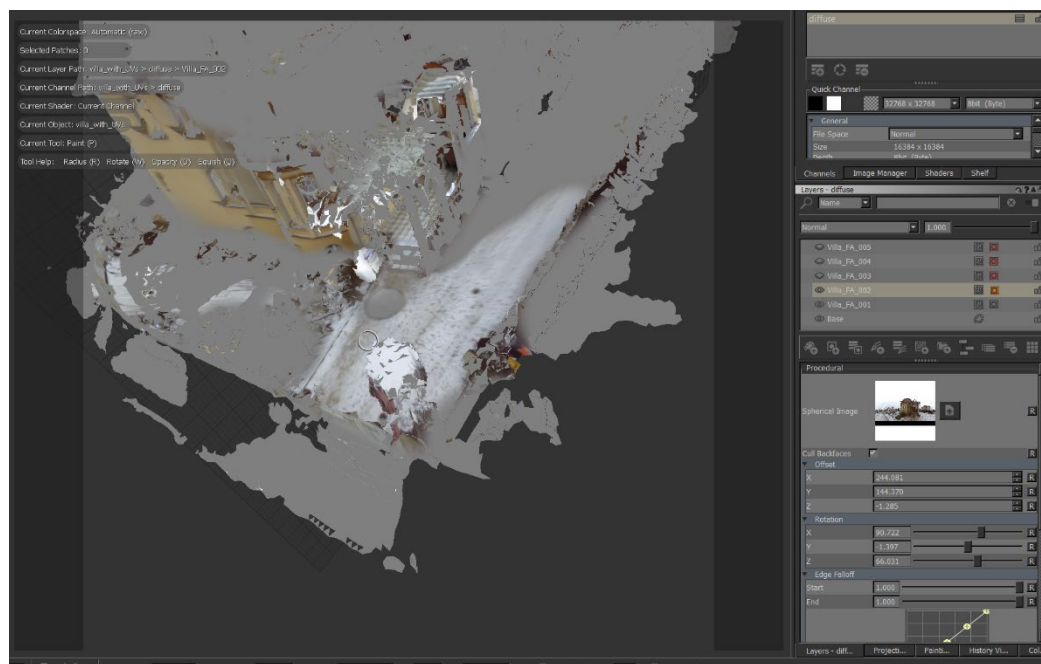 Current Colorspace: Automatic (raw)
Selected Patches: 0
Current Layer Path: villa_with_UVs > diffuse > Villa_FA_002
Current Channel Path: villa_with_UVs > diffuse
Current Shader: Current Channel
Current Object: villa_with_UVs
Current Tool: Paint (P)
Tool Help: Radius (R) Rotate (W) Opacity (O) Squish (Q)
diffuse
Quick Channel
32768 x 32768 8bit (Byte)
General
File Space Normal
Size 16384 x 16384
Depth 8bit (Byte)
Channels Image Manager Shaders Shelf
Layers - diffuse
Name
Normal 1.000
Villa_FA_005
Villa_FA_004
Villa_FA_003
Villa_FA_002
Villa_FA_001
Base
Procedural
Spherical Image R
Cull Backfaces R
Offset
X 244.081 R
Y 144.370 R
Z -1.285 R
Rotation
X 90.722 R
Y -1.397 R
Z 66.031 R
Edge Falloff
Start 1.000 R
End 1.000 R
Layers - diff... Projecti... Painti... History Vi... Col